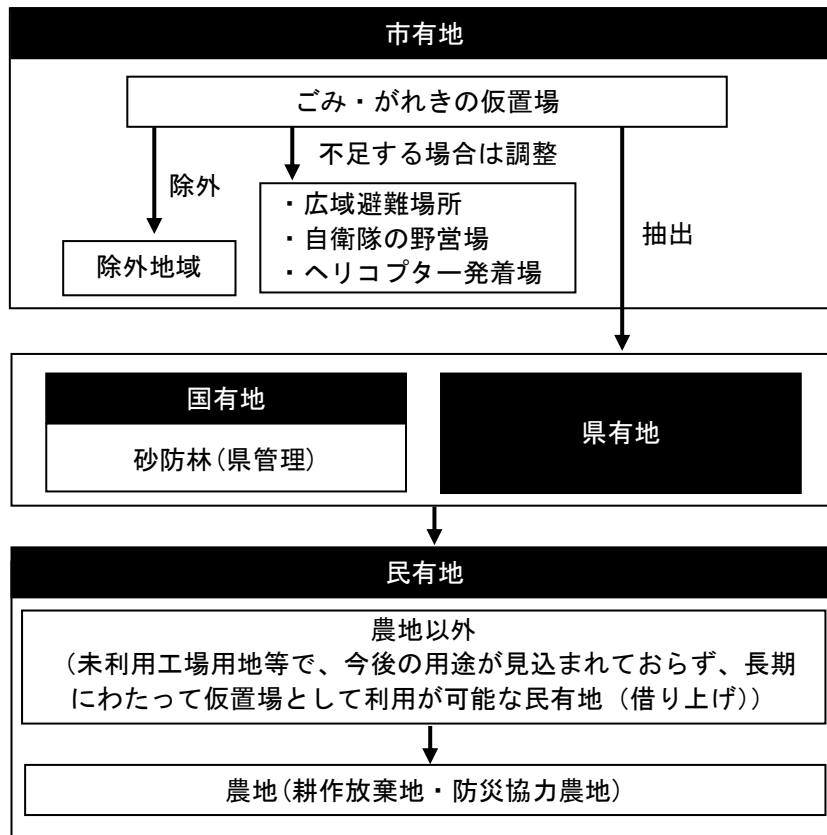 市有地
ごみ・がれきの仮置場
不足する場合は調整
除外
・広域避難場所
・自衛隊の野営場
・ヘリコプター発着場
抽出
除外地域
国有地
砂防林(県管理)
県有地
民有地
農地以外
(未利用工場用地等で、今後の用途が見込まれておらず、長期
にわたって仮置場として利用が可能な民有地(借り上げ))
農地(耕作放棄地・防災協力農地)